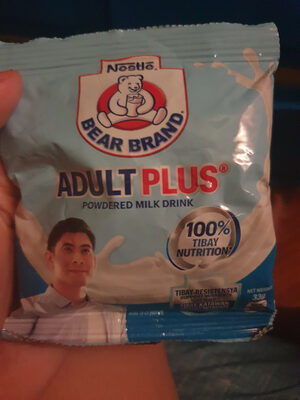 Nestlé
BEAR BRAND
ADULT PLUS®
POWDERED MILK DRINK
100%
TIBAY
NUTRITION
TIBAY-RESISTENSYA
NET WEIGHT
33g